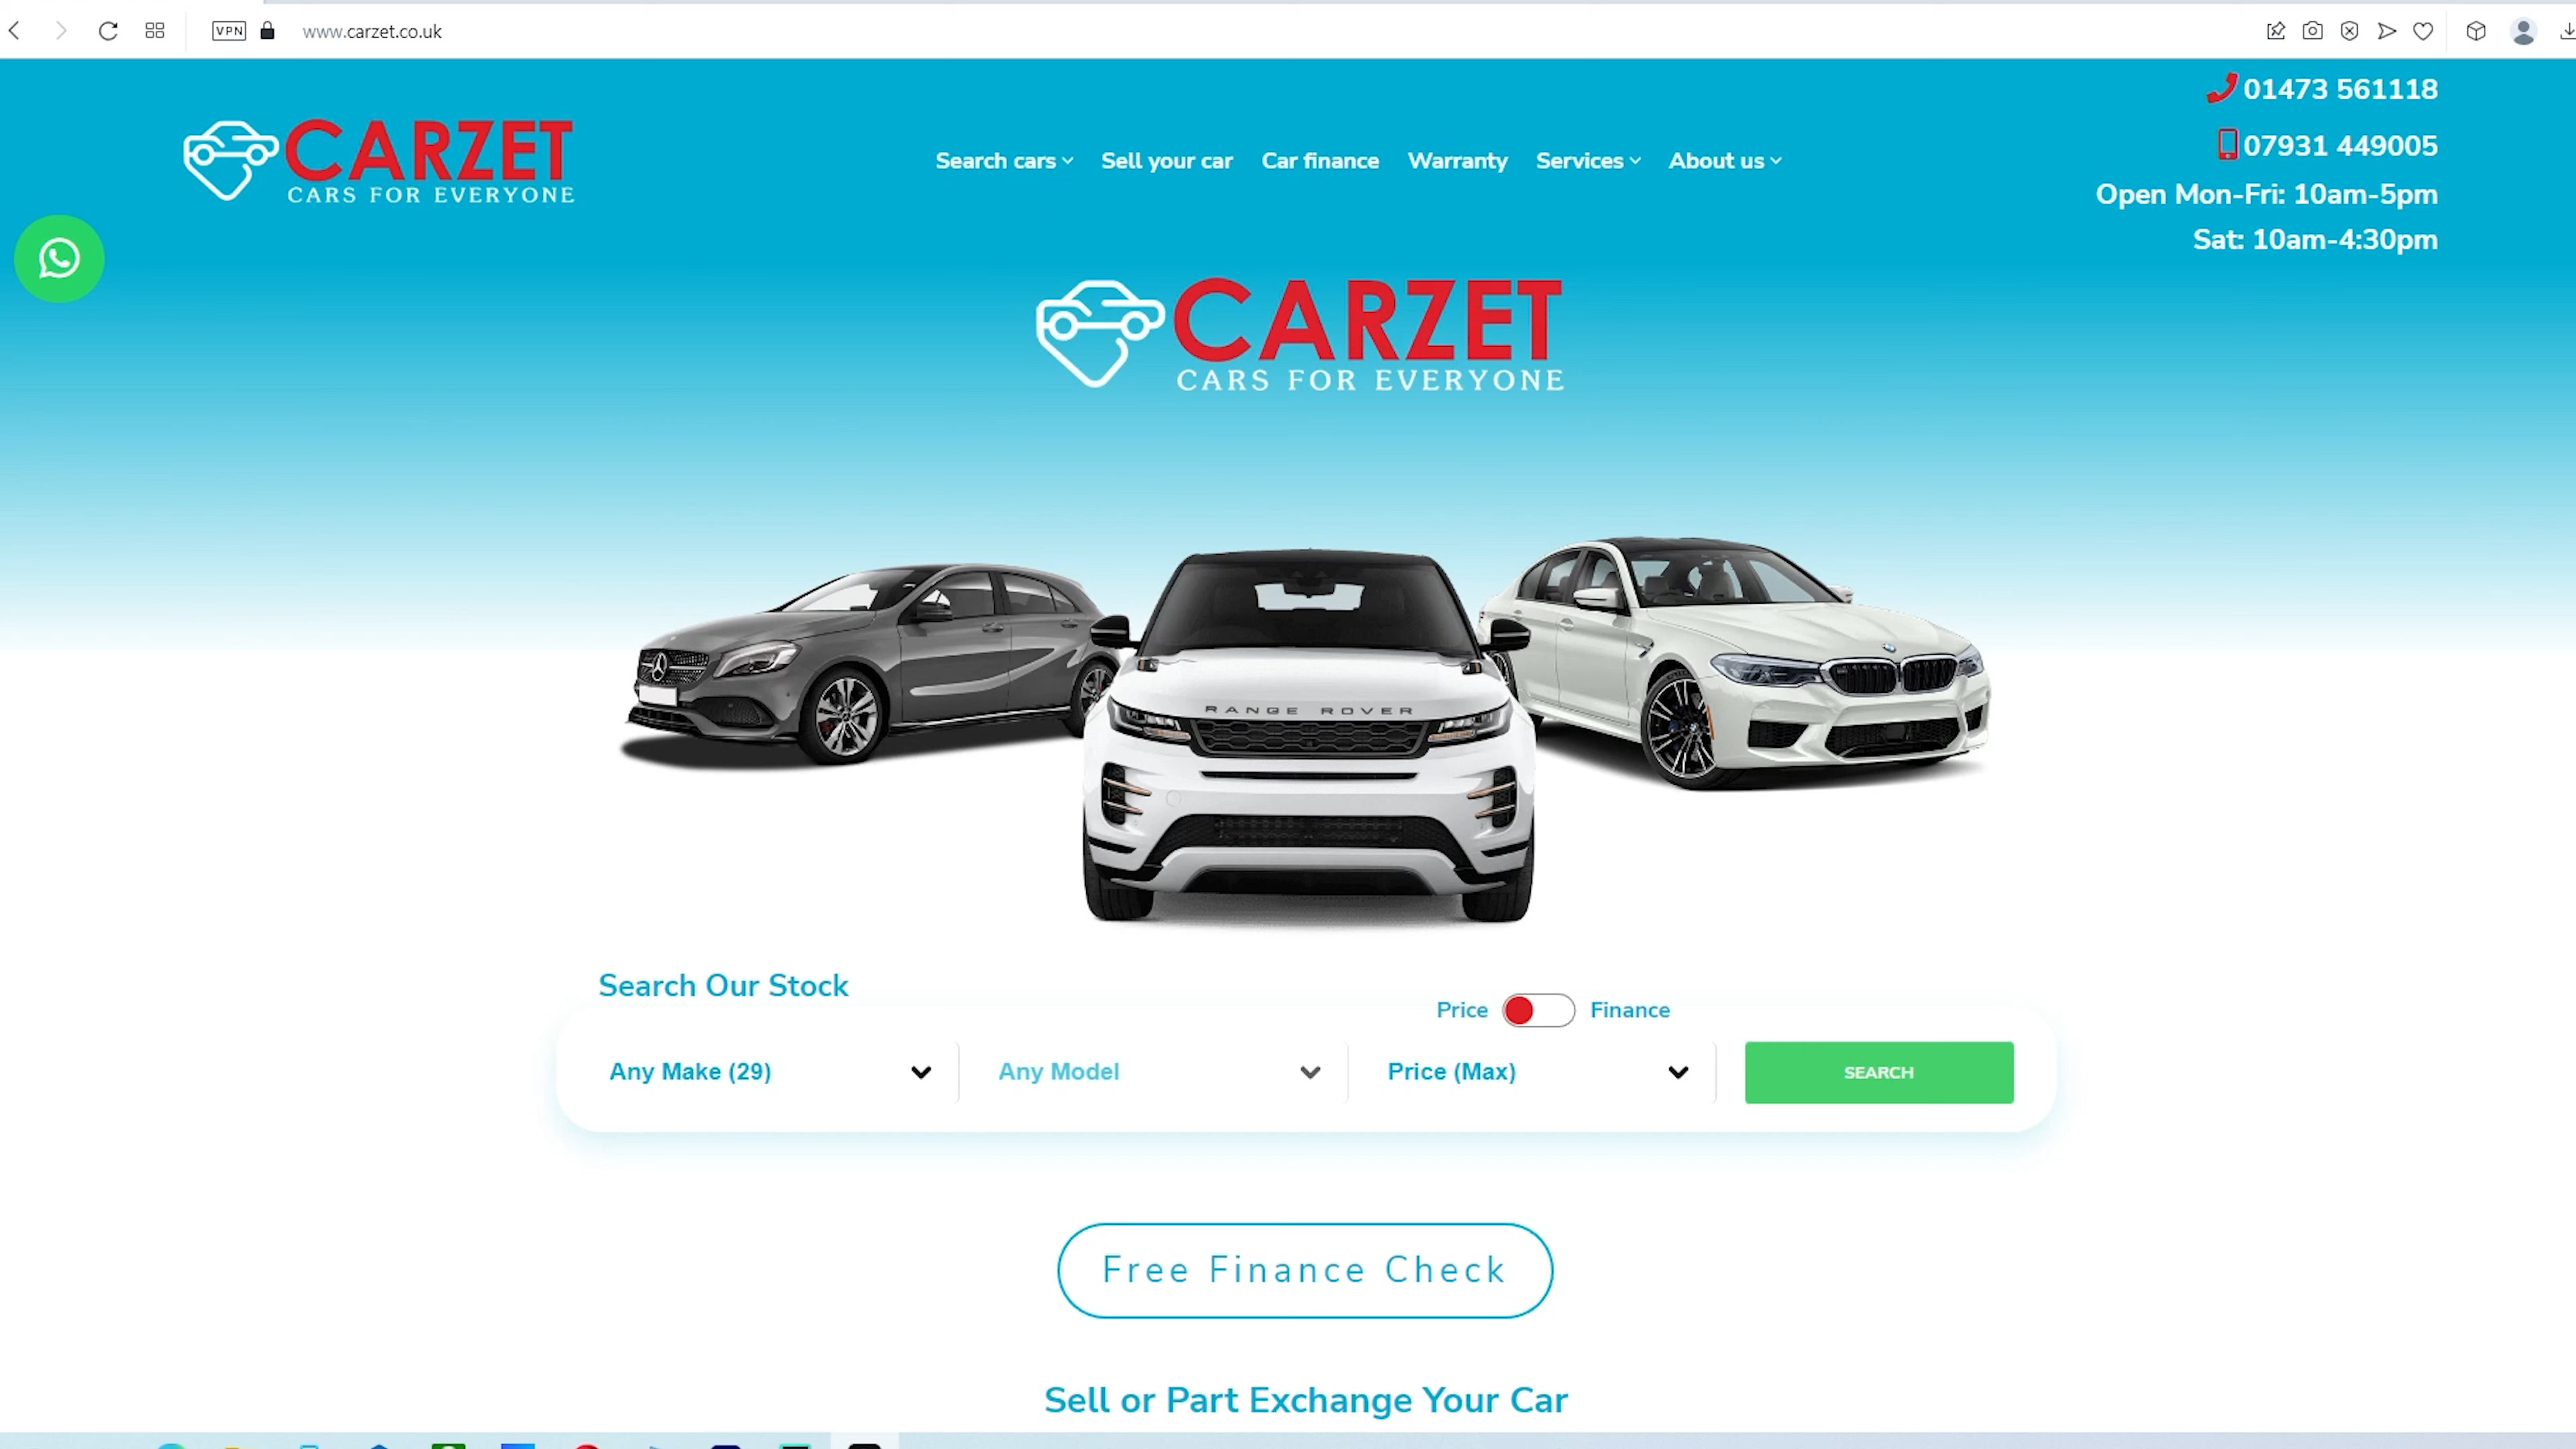 VPN
www.carzet.co.uk
01473 561118
07931 449005
Open Mon-Fri: 10am-5pm
Sat: 10am-4:30pm
CARZET
CARS FOR EVERYONE
Search cars
Sell your car
Car finance
Warranty
Services
About us
CARZET
CARS FOR EVERYONE
RANGE ROVER
Search Our Stock
Price
Finance
Any Make (29)
Any Model
Price (Max)
SEARCH
Free Finance Check
Sell or Part Exchange Your Car